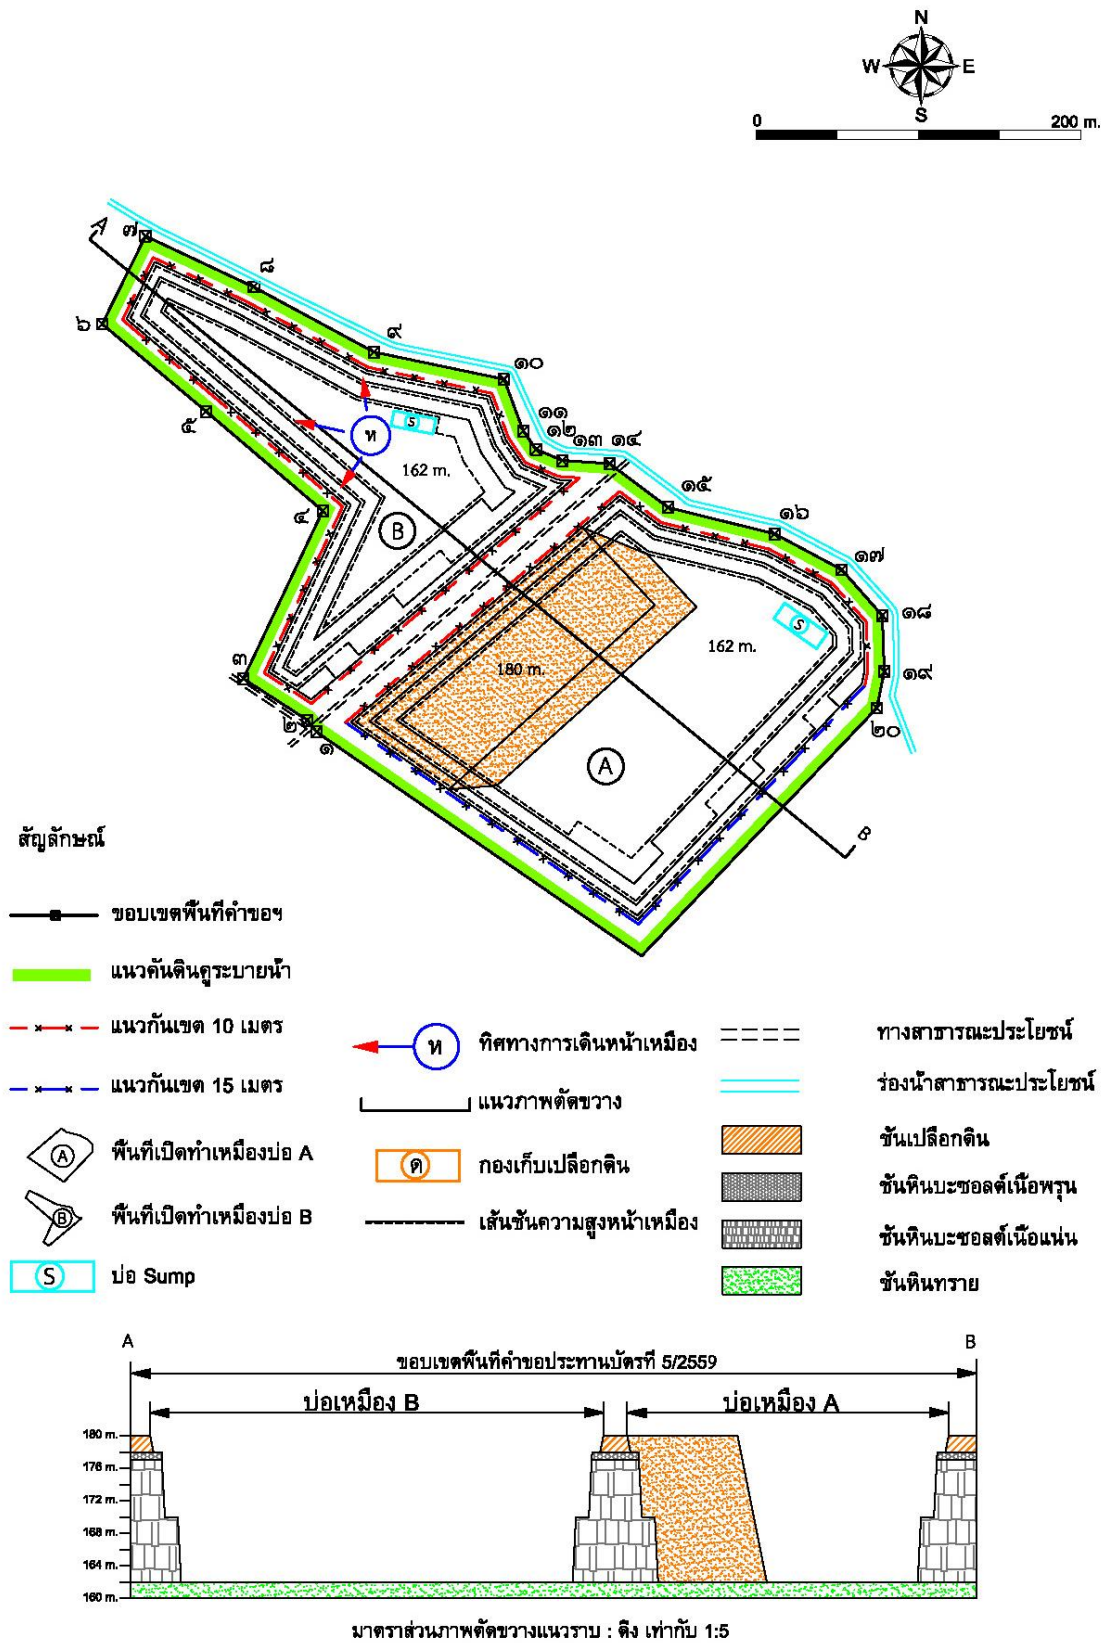 N
W E
S
0 200 m.
A
๗
๘
๖
๙
๑๐
๕
๑๑
๑๒
๑๓
๑๔
ห
S
162 m.
๑๕
๔
B
๑๖
๑๗
๑๘
S
162 m.
180 m.
๓
๑๙
๒
๑
๒๐
A
B
สัญลักษณ์
ขอบเขตพื้นที่คำขอฯ
แนวคันดินคูระบายน้ำ
แนวกันเขต 10 เมตร
แนวกันเขต 15 เมตร
A พื้นที่เปิดทำเหมืองบ่อ A
B พื้นที่เปิดทำเหมืองบ่อ B
S บ่อ Sump
ห ทิศทางการเดินหน้าเหมือง
แนวภาพตัดขวาง
ด กองเก็บเปลือกดิน
เส้นชั้นความสูงหน้าเหมือง
ทางสาธารณะประโยชน์
ร่องน้ำสาธารณะประโยชน์
ชั้นเปลือกดิน
ชั้นหินบะซอลต์เนื้อพรุน
ชั้นหินบะซอลต์เนื้อแน่น
ชั้นหินทราย
A B
ขอบเขตพื้นที่คำขอประทานบัตรที่ 5/2559
บ่อเหมือง B บ่อเหมือง A
180 m.
176 m.
172 m.
168 m.
164 m.
160 m.
มาตราส่วนภาพตัดขวางแนวราบ : ดิ่ง เท่ากับ 1:5